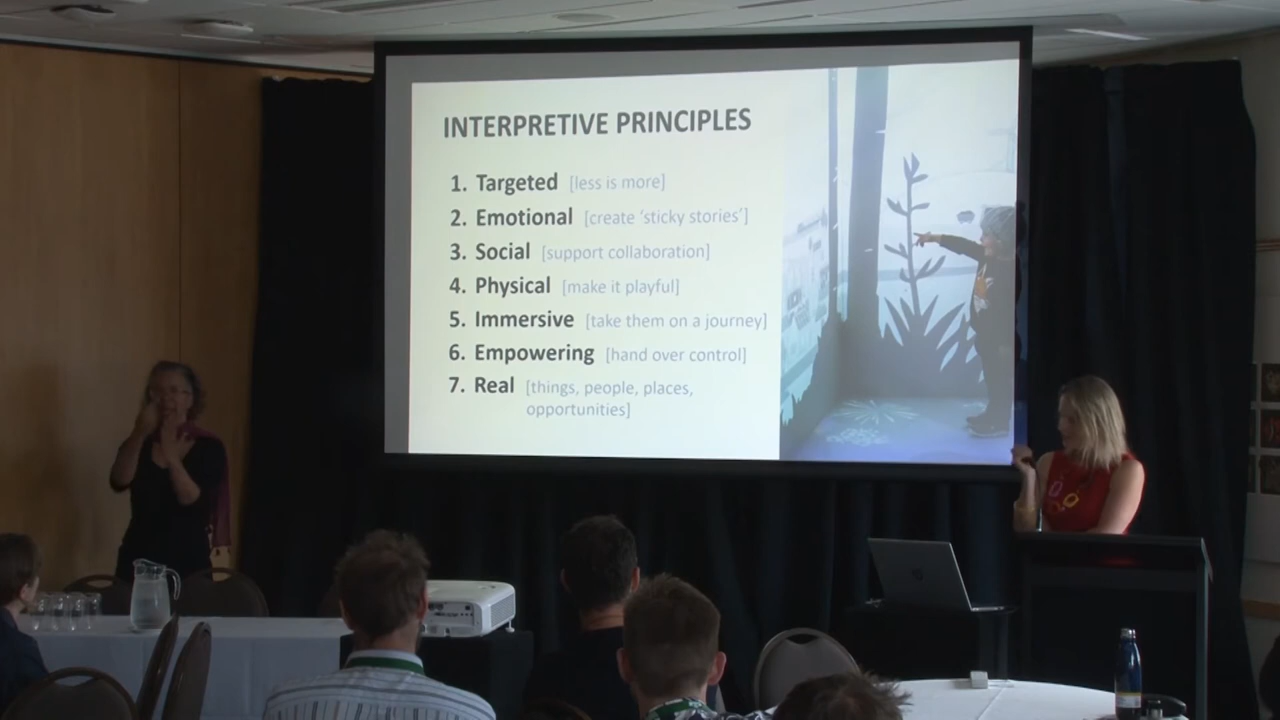 INTERPRETIVE PRINCIPLES
1. Targeted [less is more]
2. Emotional [create ‘sticky stories’]
3. Social [support collaboration]
4. Physical [make it playful]
5. Immersive [take them on a journey]
6. Empowering [hand over control]
7. Real [things, people, places,
opportunities]